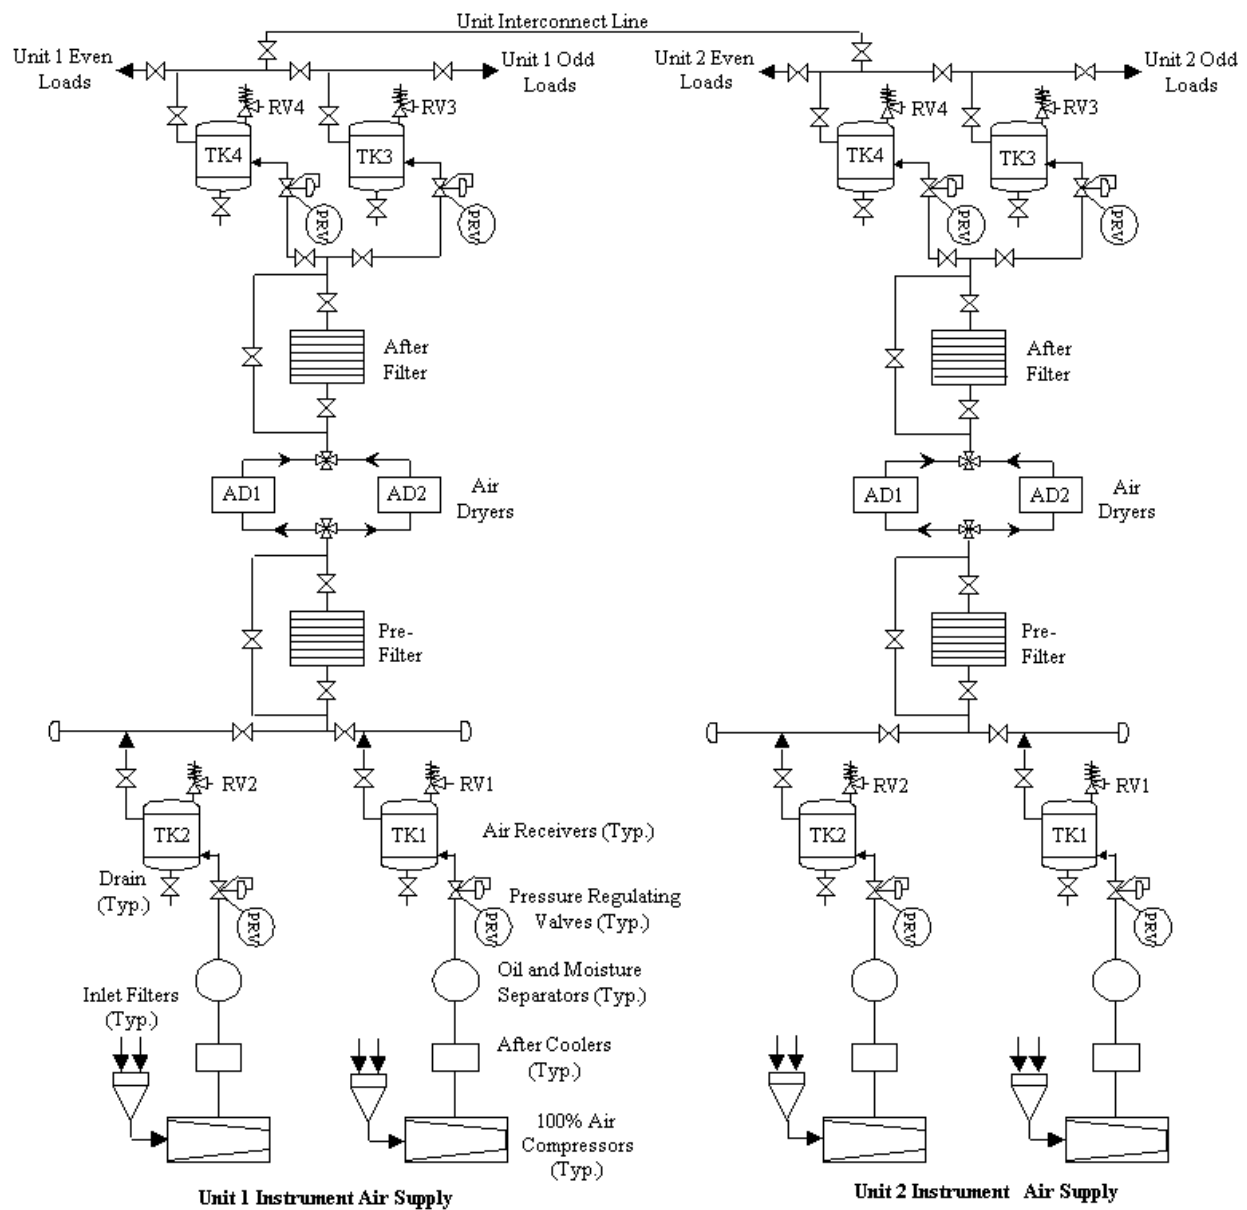 Unit Interconnect Line
Unit 1 Even
Loads
Unit 1 Odd
Loads
Unit 2 Even
Loads
Unit 2 Odd
Loads
RV4
RV3
RV4
RV3
TK4
TK3
TK4
TK3
PRV
PRV
PRV
PRV
After
Filter
After
Filter
AD1
AD2
Air
Dryers
AD1
AD2
Air
Dryers
Pre-
Filter
Pre-
Filter
RV2
RV1
RV2
RV1
TK2
TK1
Air Receivers (Typ.)
TK2
TK1
Drain
(Typ.)
Pressure Regulating
Valves (Typ.)
PRV
PRV
PRV
PRV
Inlet Filters
(Typ.)
Oil and Moisture
Separators (Typ.)
After Coolers
(Typ.)
100% Air
Compressors
(Typ.)
Unit 1 Instrument Air Supply
Unit 2 Instrument Air Supply